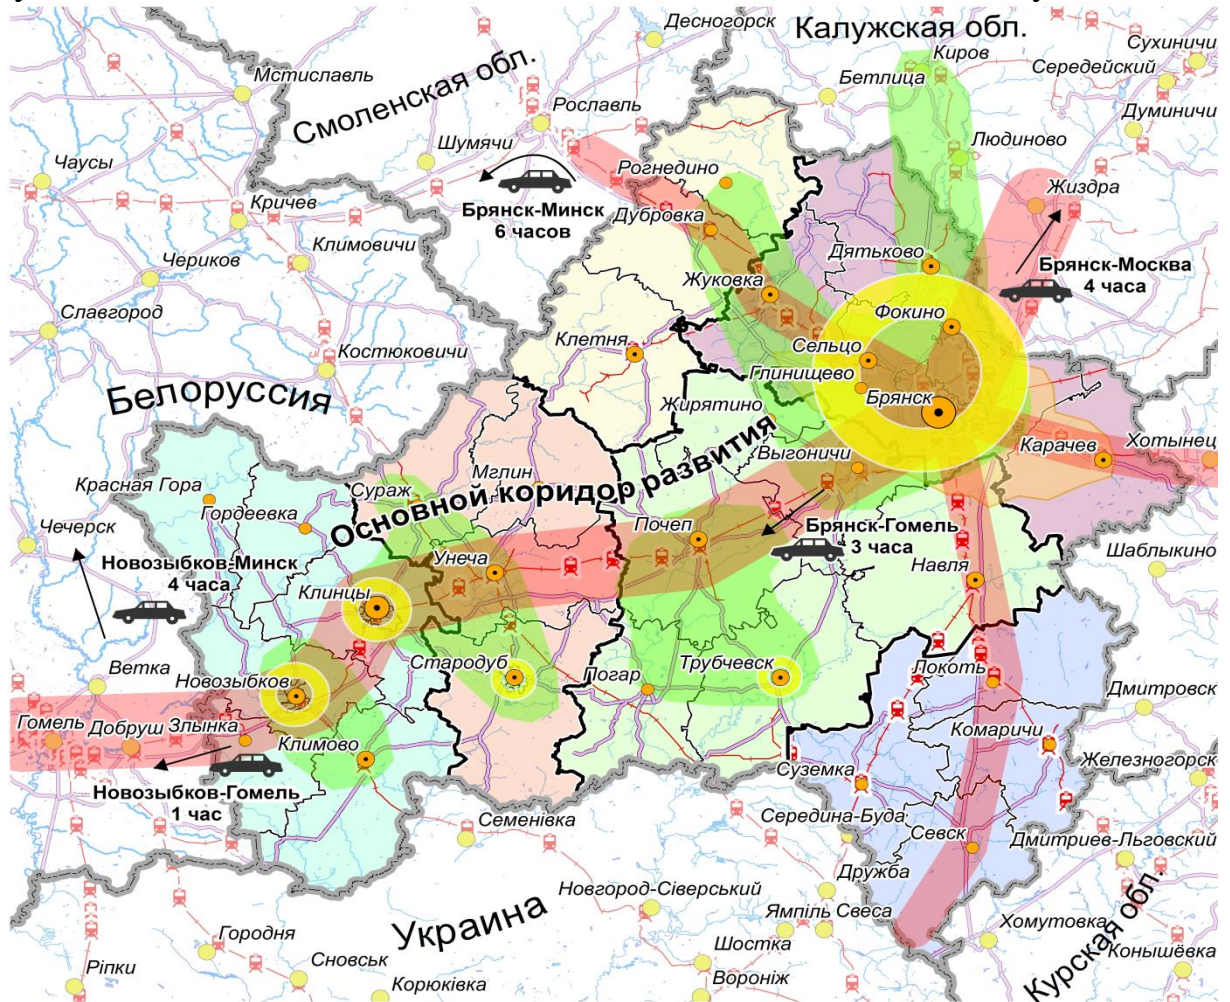 Десногорск
Калужская обл.
Киров
Сухиничи
Бетлица
Середейский
Мстиславль
Смоленская обл.
Рославль
Думиничи
Шумячи
Людиново
Чаусы
Рогнедино
Жиздра
Кричев
Брянск-Минск
6 часов
Дубровка
Климовичи
Дятьково
Брянск-Москва
4 часа
Чериков
Жуковка
Фокино
Славгород
Клетня
Сельцо
Костюковичи
Глинищево
Белоруссия
Жирятино
Брянск
Карачев
Хотынец
Выгоничи
Основной коридор развития
Мглин
Красная Гора
Сураж
Гордеевка
Чечерск
Почеп
Брянск-Гомель
3 часа
Шаблыкино
Новозыбков-Минск
4 часа
Унеча
Навля
Клинцы
Ветка
Стародуб
Погар
Трубчевск
Локоть
Новозыбков
Дмитровск
Гомель
Добруш
Злынка
Климово
Комаричи
Суземка
Железногорск
Новозыбков-Гомель
1 час
Семенівка
Середина-Буда
Севск
Дмитриев-Льговский
Дружба
Новгород-Сіверський
Украина
Ямпіль
Свеса
Хомутовка
Курская обл.
Городня
Шостка
Конышёвка
Сновськ
Вороніж
Ріпки
Корюківка